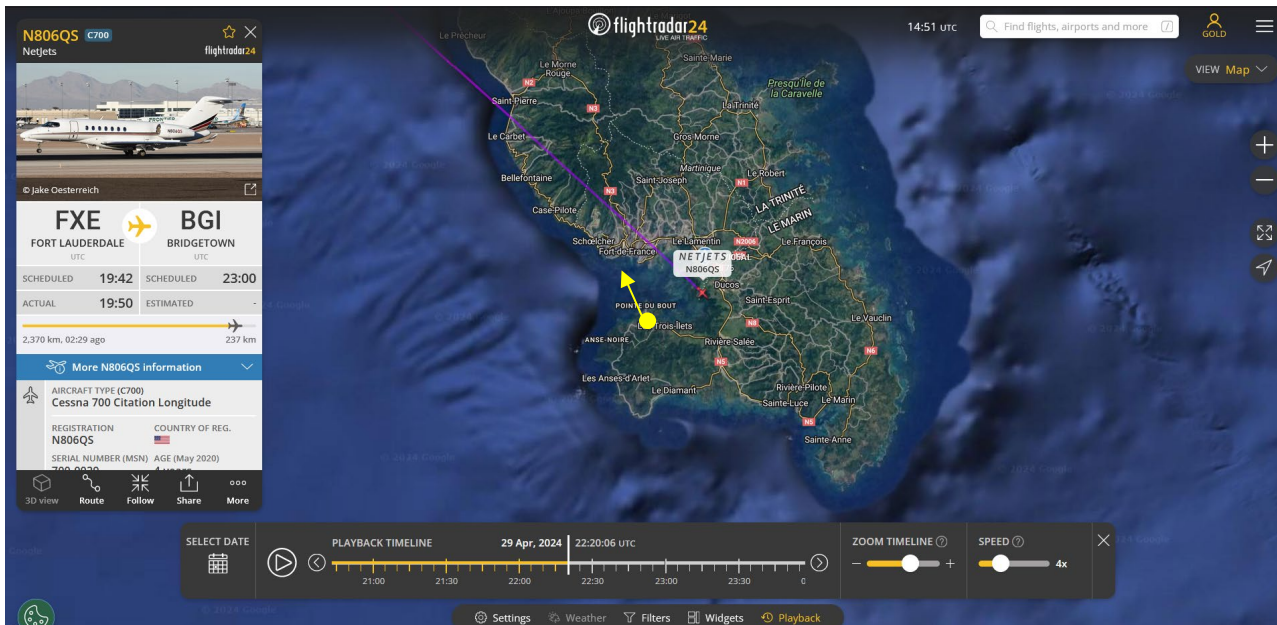 N806QS C700
NetJets
flightradar24
© Jake Oesterreich
FXE
FORT LAUDERDALE
UTC
BGI
BRIDGETOWN
UTC
SCHEDULED 19:42 SCHEDULED 23:00
ACTUAL 19:50 ESTIMATED -
2,370 km, 02:29 ago 237 km
More N806QS information
AIRCRAFT TYPE (C700)
Cessna 700 Citation Longitude
REGISTRATION COUNTRY OF REG.
N806QS
SERIAL NUMBER (MSN) AGE (May 2020)
3D view Route Follow Share More
flightradar24
LIVE AIR TRAFFIC
14:51 UTC
Find flights, airports and more /
GOLD
VIEW Map
Le Prêcheur
Le Morne
Rouge
Sainte-Marie
Presqu'île de
la Caravelle
N2
Saint-Pierre
N3
La Trinité
Le Carbet
Gros-Morne
Martinique
Bellefontaine
Saint-Joseph
N1
Le Robert
N3
LA TRINITÉ
LE MARIN
Case-Pilote
Schœlcher
Le Lamentin
N2006
Le François
Fort-de-France
NETJETS
N806QS
Ducos
Saint-Esprit
POINTE DU BOUT
Les Trois-Îlets
N8
Le Vauclin
ANSE-NOIRE
Rivière-Salée
N6
N5
Les Anses-d'Arlet
Le Diamant
Rivière-Pilote
Sainte-Luce
Le Marin
N5
Sainte-Anne
© 2024 Google
SELECT DATE
PLAYBACK TIMELINE 29 Apr, 2024 22:20:06 UTC
21:00 21:30 22:00 22:30 23:00 23:30
ZOOM TIMELINE ?
- +
SPEED ?
4x
Settings Weather Filters Widgets Playback